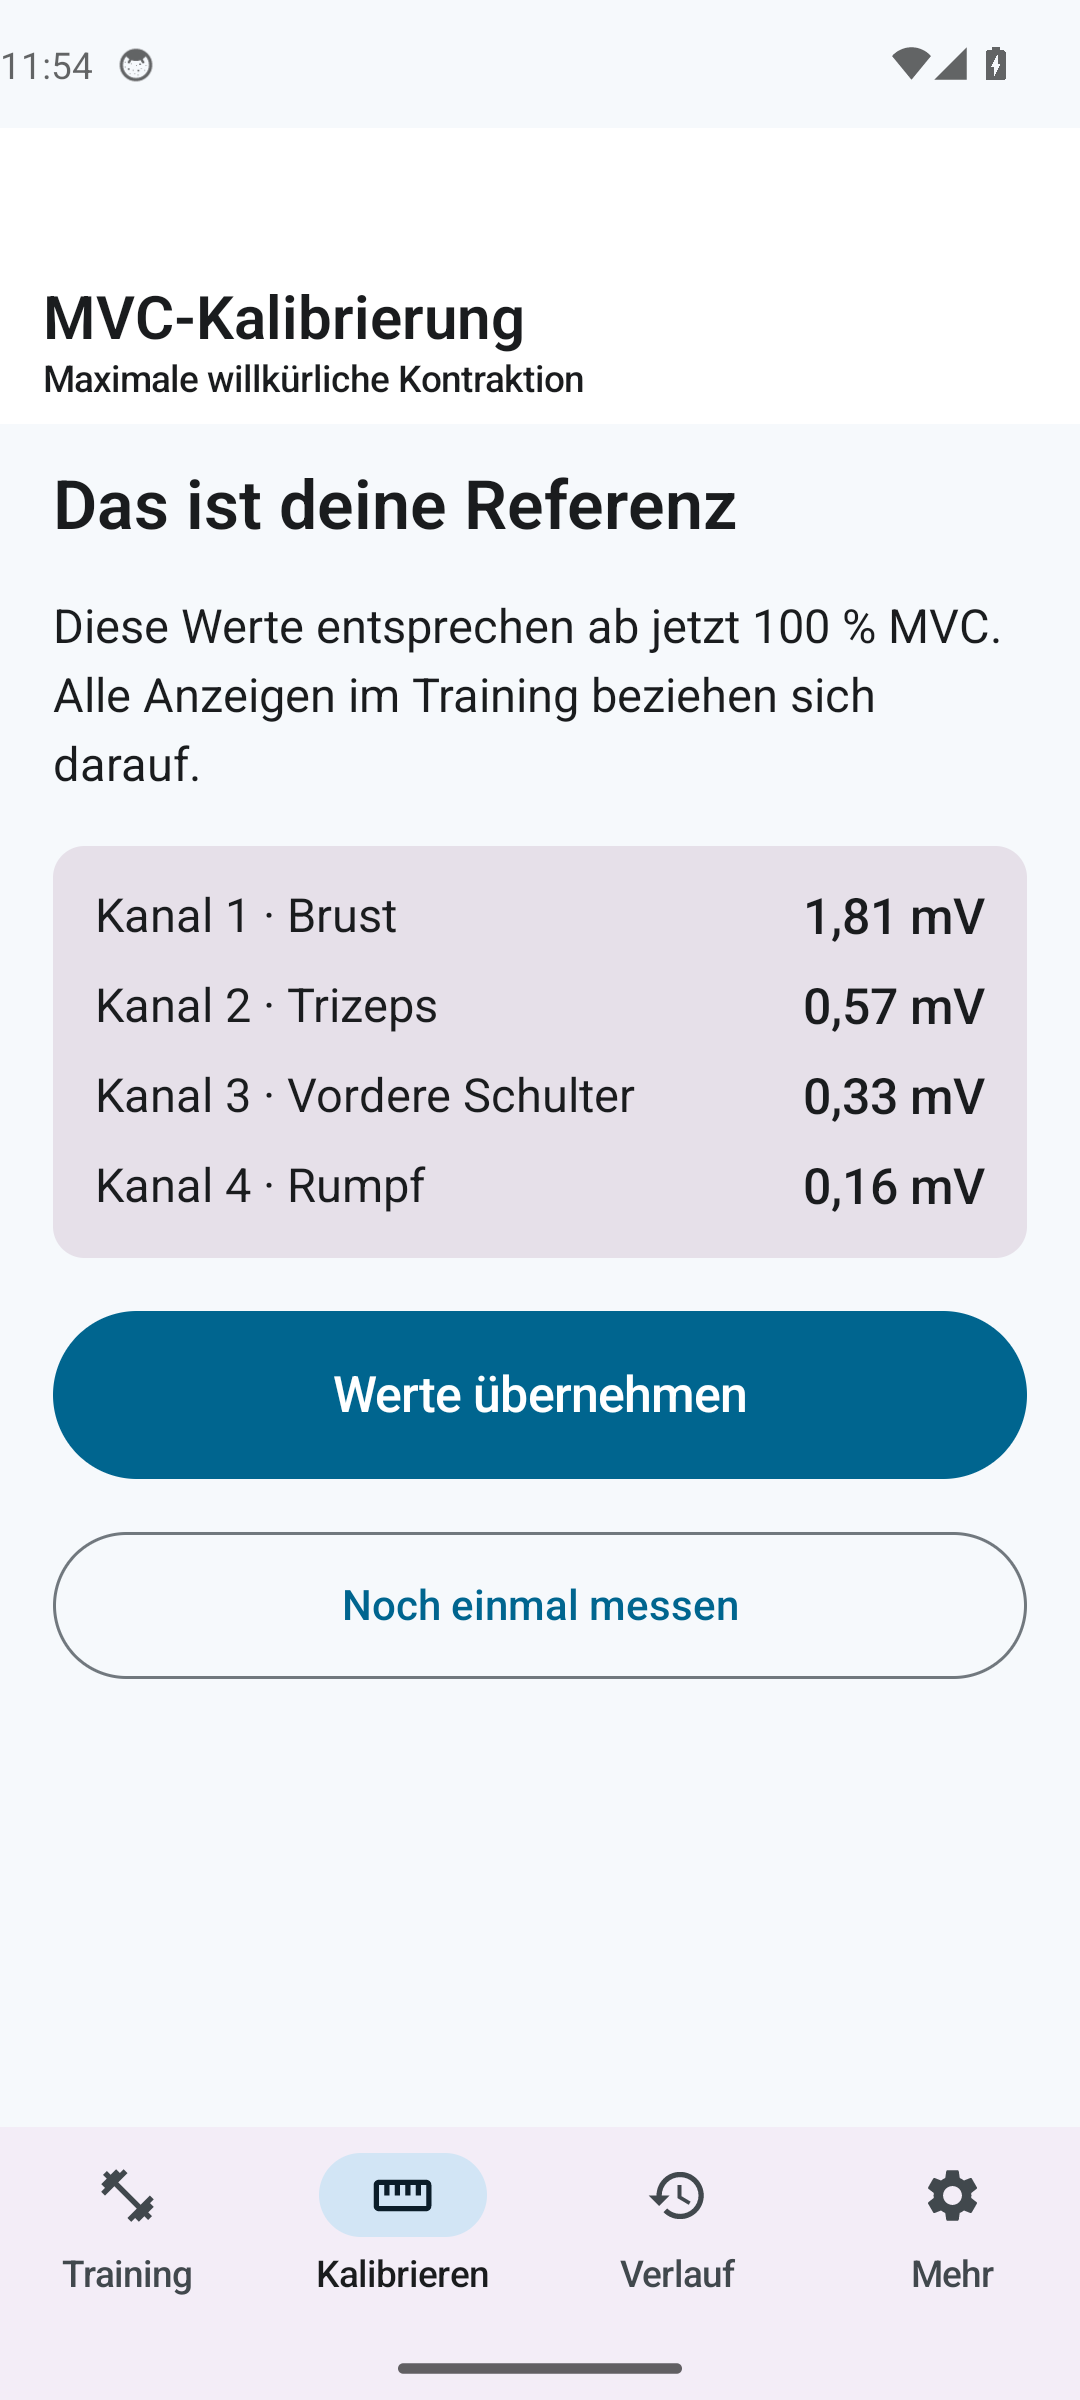 11:54
MVC-Kalibrierung
Maximale willkürliche Kontraktion
Das ist deine Referenz
Diese Werte entsprechen ab jetzt 100 % MVC.
Alle Anzeigen im Training beziehen sich
darauf.
Kanal 1 · Brust 1,81 mV
Kanal 2 · Trizeps 0,57 mV
Kanal 3 · Vordere Schulter 0,33 mV
Kanal 4 · Rumpf 0,16 mV
Werte übernehmen
Noch einmal messen
Training Kalibrieren Verlauf Mehr